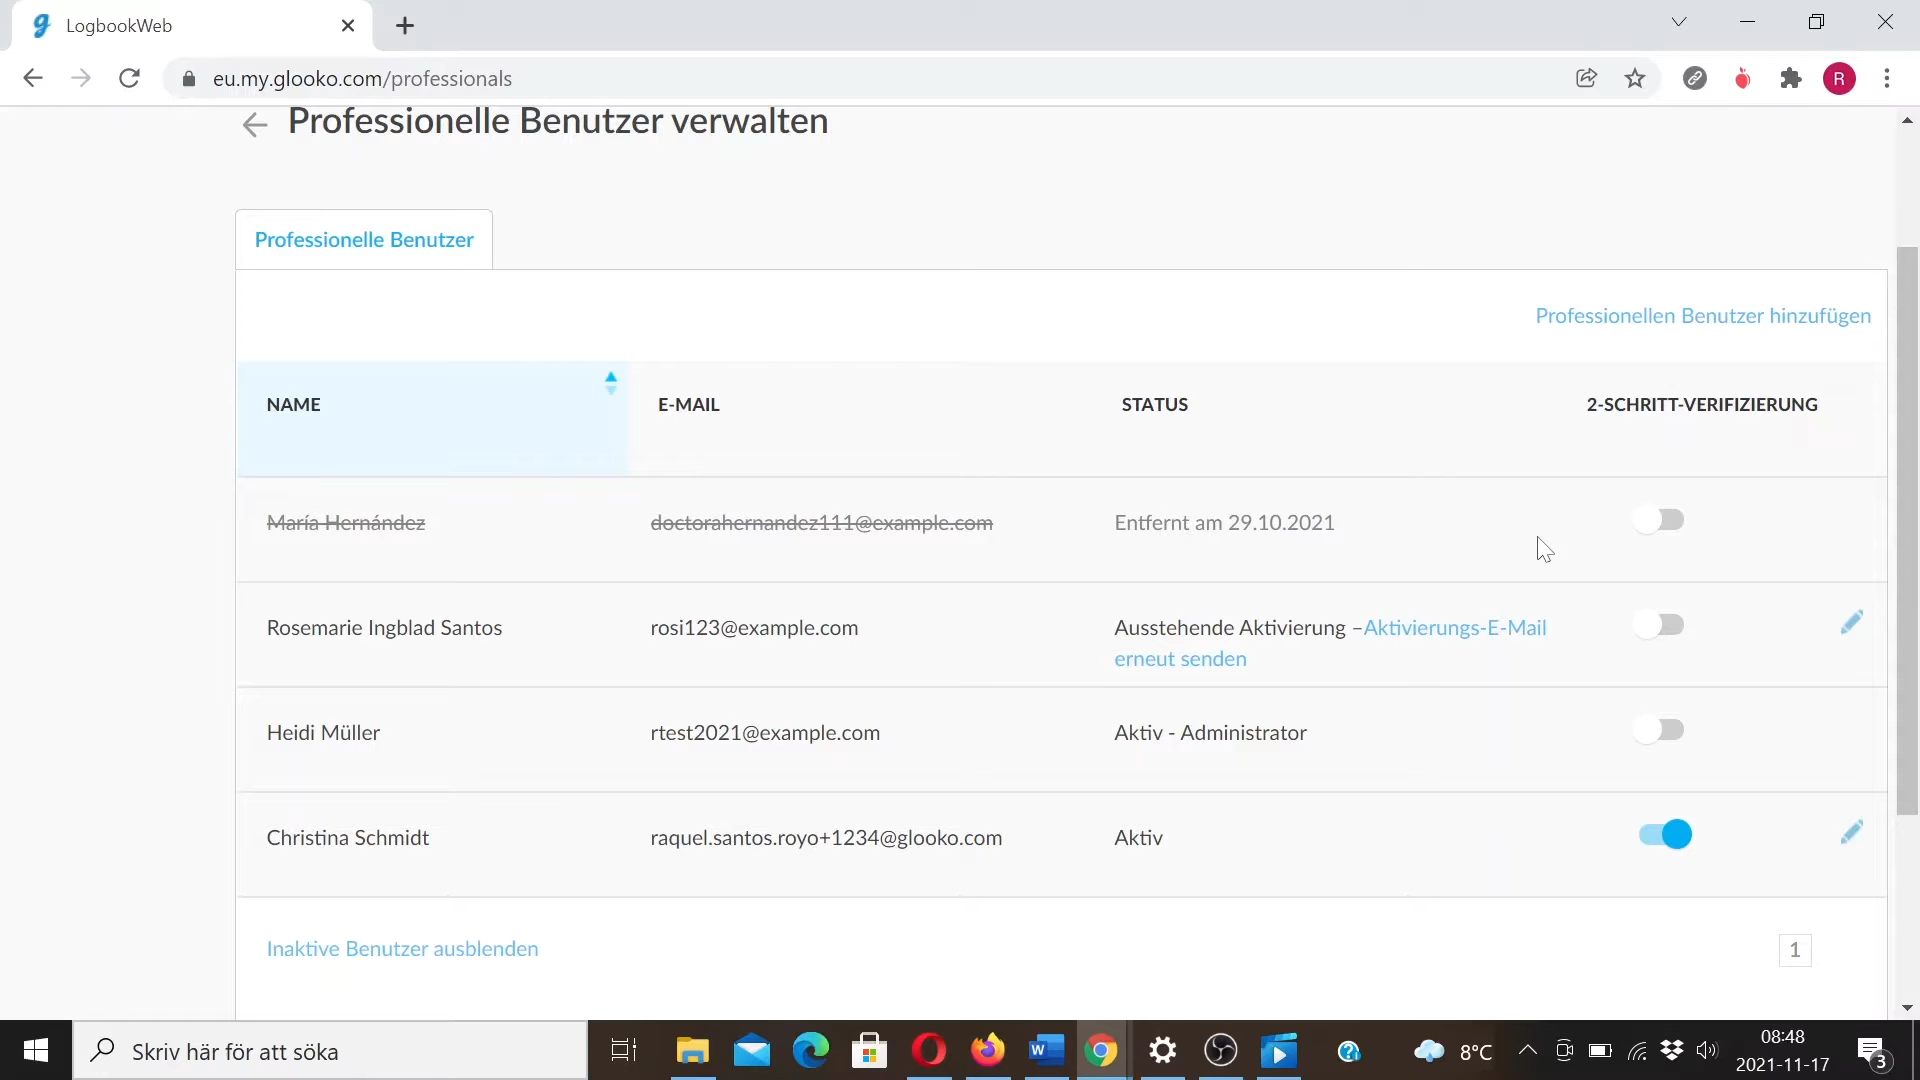 LogbookWeb
eu.my.glooko.com/professionals
R
Professionelle Benutzer verwalten
Professionelle Benutzer
Professionellen Benutzer hinzufügen
NAME E-MAIL STATUS 2-SCHRITT-VERIFIZIERUNG
María Hernández doctorahernandez111@example.com Entfernt am 29.10.2021
Rosemarie Ingblad Santos rosi123@example.com Ausstehende Aktivierung –Aktivierungs-E-Mail
erneut senden
Heidi Müller rtest2021@example.com Aktiv - Administrator
Christina Schmidt raquel.santos.royo+1234@glooko.com Aktiv
Inaktive Benutzer ausblenden 1
Skriv här för att söka
8°C
08:48
2021-11-17
3